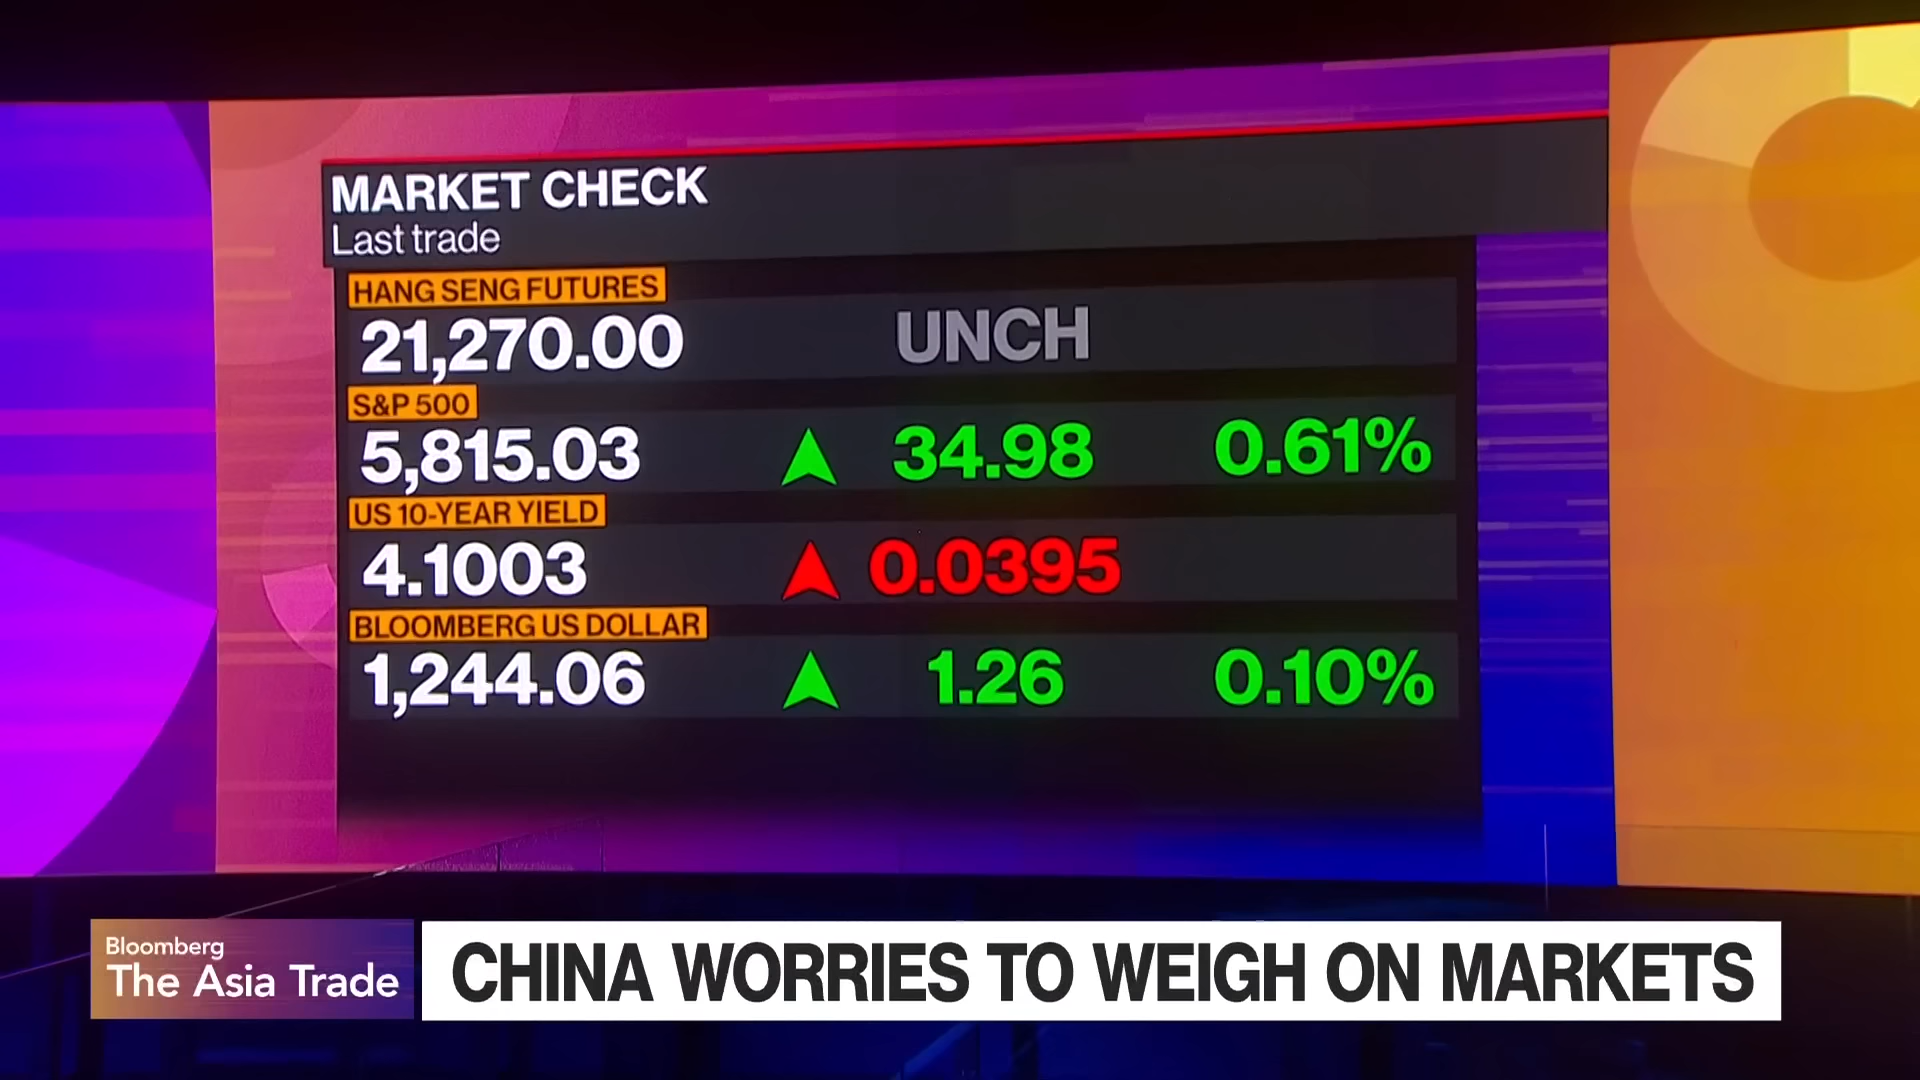 MARKET CHECK
Last trade
HANG SENG FUTURES
21,270.00 UNCH
S&P 500
5,815.03 34.98 0.61%
US 10-YEAR YIELD
4.1003 0.0395
BLOOMBERG US DOLLAR
1,244.06 1.26 0.10%
Bloomberg
The Asia Trade
CHINA WORRIES TO WEIGH ON MARKETS